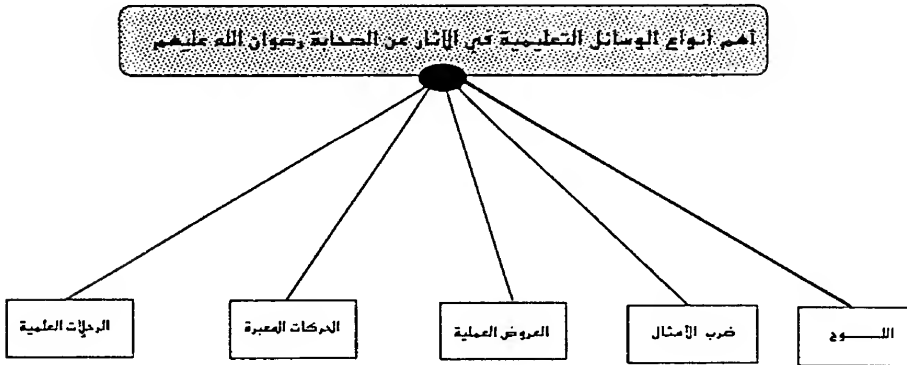 أهم أنواع الوسائل التعليمية في الآثار عن الصحابة رضوان الله عليهم
اللـــــوح
ضرب الأمثال
العروض العملية
الحركات المعبرة
الرحلات العلمية